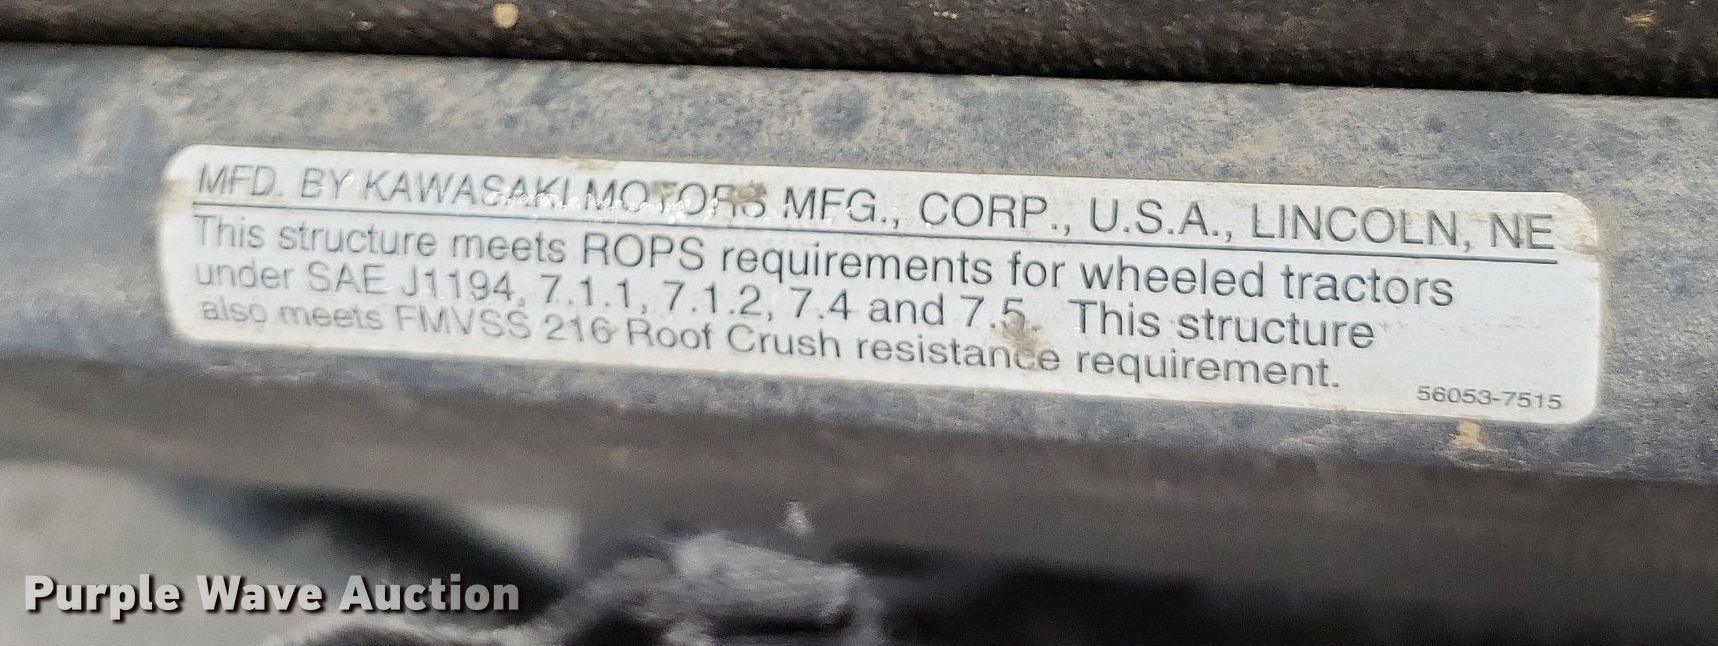 MFD. BY KAWASAKI MOTORS MFG., CORP., U.S.A., LINCOLN, NE
This structure meets ROPS requirements for wheeled tractors
under SAE J1194, 7.1.1, 7.1.2, 7.4 and 7.5. This structure
also meets FMVSS 216 Roof Crush resistance requirement.
56053-7515
Purple Wave Auction